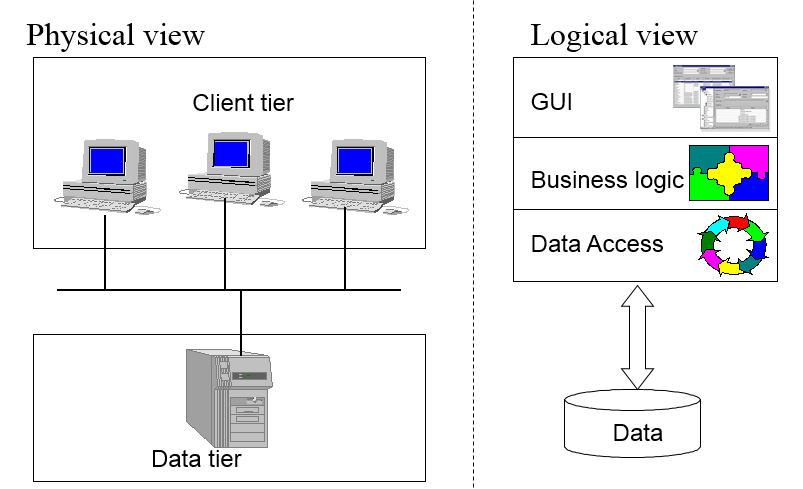 Physical view
Client tier
Data tier
Logical view
GUI
Business logic
Data Access
Data